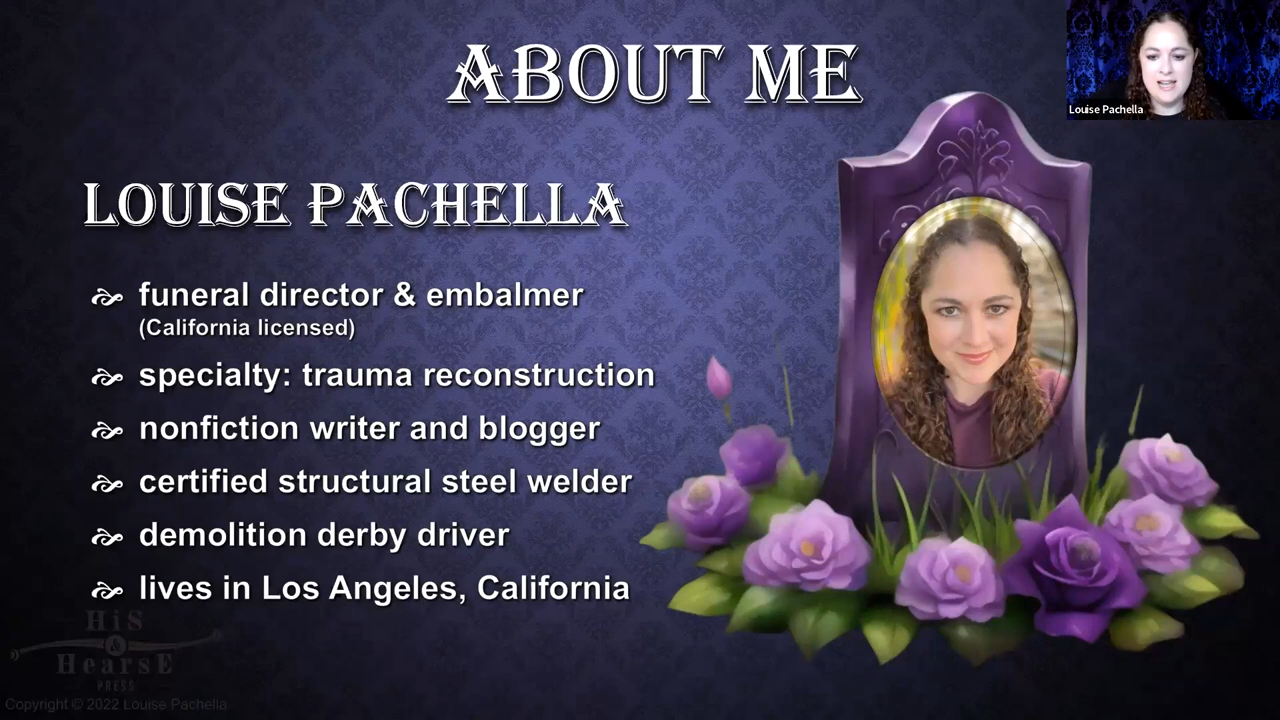 ABOUT ME
Louise Pachella
LOUISE PACHELLA
funeral director & embalmer
(California licensed)
specialty: trauma reconstruction
nonfiction writer and blogger
certified structural steel welder
demolition derby driver
lives in Los Angeles, California
HiS
&
HearsE
PRESS
Copyright © 2022 Louise Pachella